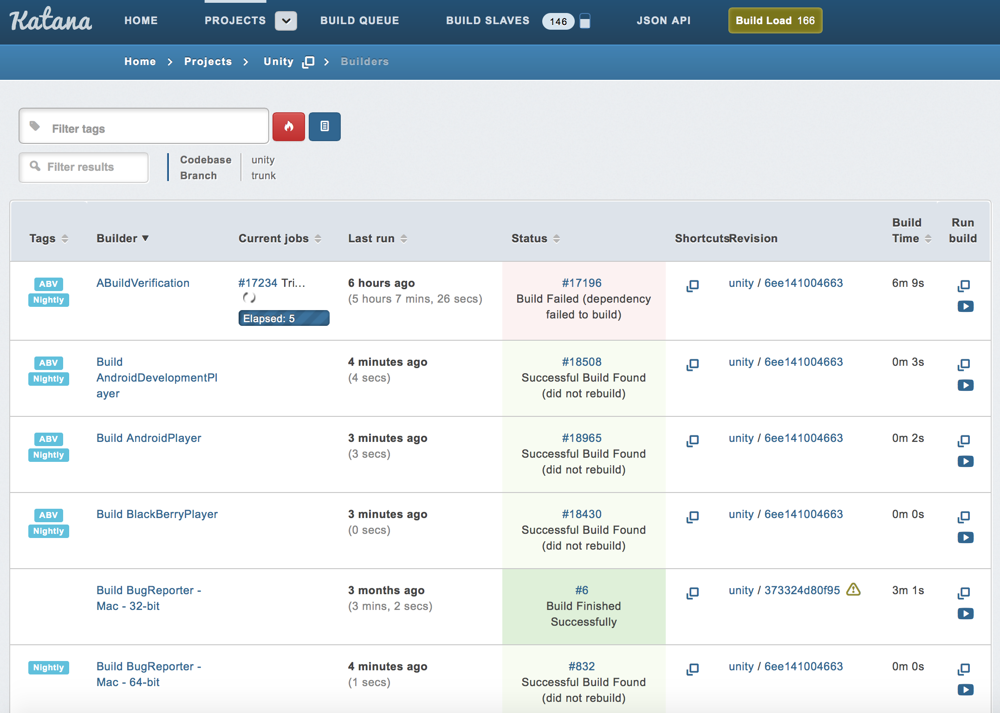 Katana
HOME
PROJECTS
BUILD QUEUE
BUILD SLAVES 146
JSON API
Build Load 166
Home > Projects > Unity > Builders
Filter tags
Filter results
Codebase unity
Branch trunk
Tags Builder ▼ Current jobs Last run Status Shortcuts Revision Build Time Run build
ABV
Nightly
ABuildVerification
#17234 Tri...
Elapsed: 5
6 hours ago
(5 hours 7 mins, 26 secs)
#17196
Build Failed (dependency
failed to build)
unity / 6ee141004663
6m 9s
ABV
Nightly
Build
AndroidDevelopmentPl
ayer
4 minutes ago
(4 secs)
#18508
Successful Build Found
(did not rebuild)
unity / 6ee141004663
0m 3s
ABV
Nightly
Build AndroidPlayer
3 minutes ago
(3 secs)
#18965
Successful Build Found
(did not rebuild)
unity / 6ee141004663
0m 2s
ABV
Nightly
Build BlackBerryPlayer
3 minutes ago
(0 secs)
#18430
Successful Build Found
(did not rebuild)
unity / 6ee141004663
0m 0s
Build BugReporter -
Mac - 32-bit
3 months ago
(3 mins, 2 secs)
#6
Build Finished
Successfully
unity / 373324d80f95
3m 1s
Nightly
Build BugReporter -
Mac - 64-bit
4 minutes ago
(1 secs)
#832
Successful Build Found
(did not rebuild)
unity / 6ee141004663
0m 0s